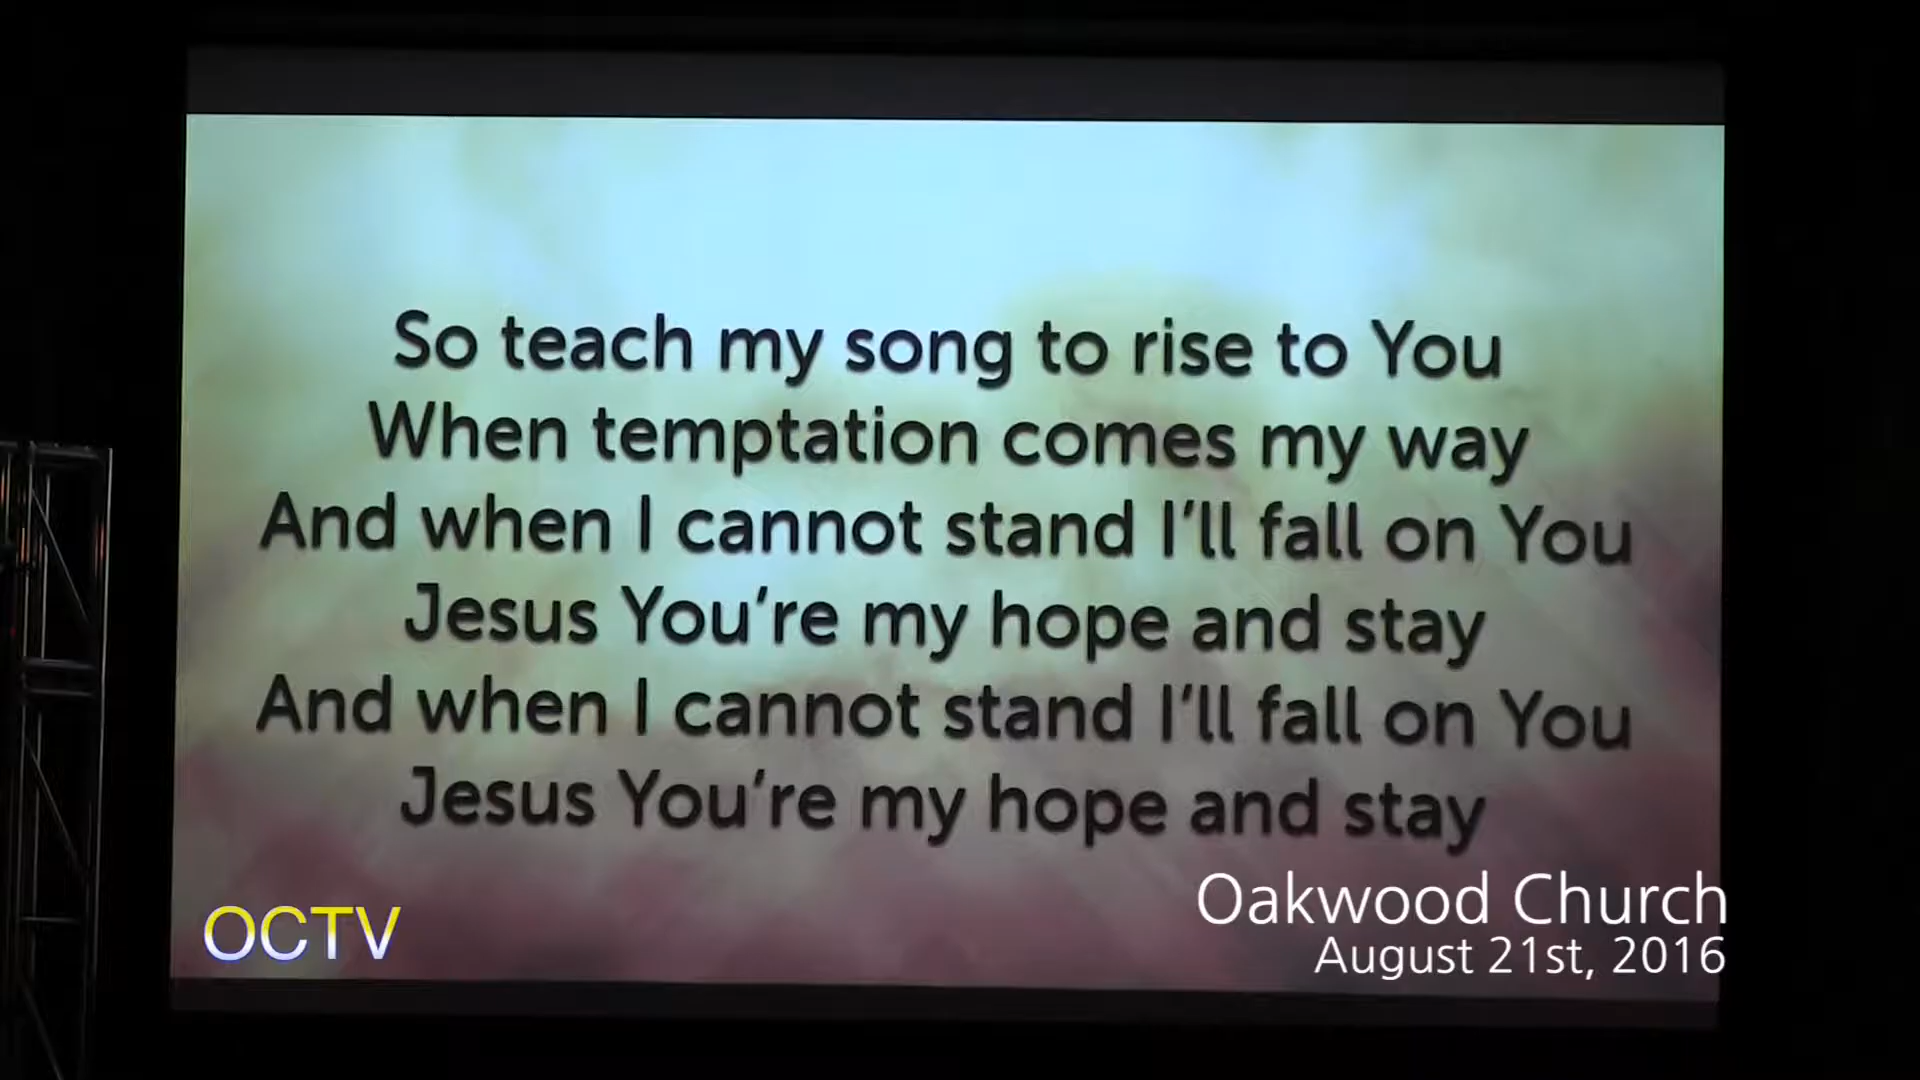 So teach my song to rise to You
When temptation comes my way
And when I cannot stand I'll fall on You
Jesus You're my hope and stay
And when I cannot stand I'll fall on You
Jesus You're my hope and stay
Oakwood Church
August 21st, 2016
OCTV